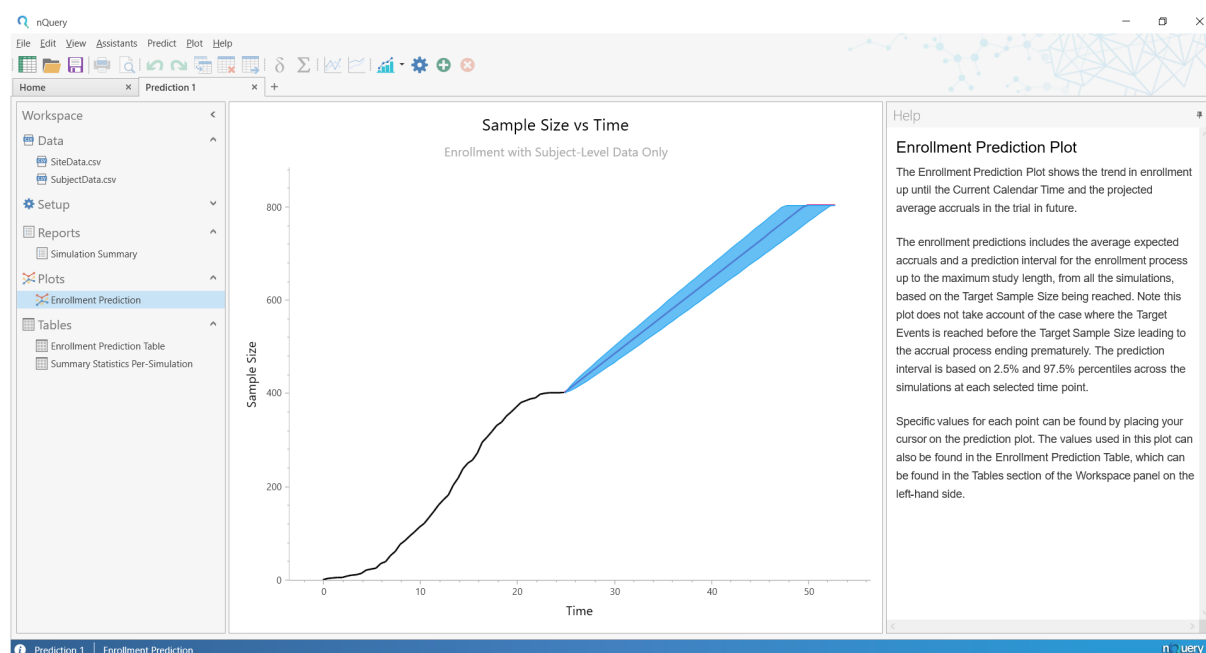 nQuery
File Edit View Assistants Predict Plot Help
δ Σ
Home × Prediction 1 × +
Workspace
Data
SiteData.csv
SubjectData.csv
Setup
Reports
Simulation Summary
Plots
Enrollment Prediction
Tables
Enrollment Prediction Table
Summary Statistics Per-Simulation
Sample Size vs Time
Enrollment with Subject-Level Data Only
Sample Size
800
600
400
200
0
0 10 20 30 40 50
Time
Help
Enrollment Prediction Plot
The Enrollment Prediction Plot shows the trend in enrollment
up until the Current Calendar Time and the projected
average accruals in the trial in future.
The enrollment predictions includes the average expected
accruals and a prediction interval for the enrollment process
up to the maximum study length, from all the simulations,
based on the Target Sample Size being reached. Note this
plot does not take account of the case where the Target
Events is reached before the Target Sample Size leading to
the accrual process ending prematurely. The prediction
interval is based on 2.5% and 97.5% percentiles across the
simulations at each selected time point.
Specific values for each point can be found by placing your
cursor on the prediction plot. The values used in this plot can
also be found in the Enrollment Prediction Table, which can
be found in the Tables section of the Workspace panel on the
left-hand side.
Prediction 1 | Enrollment Prediction
nQuery